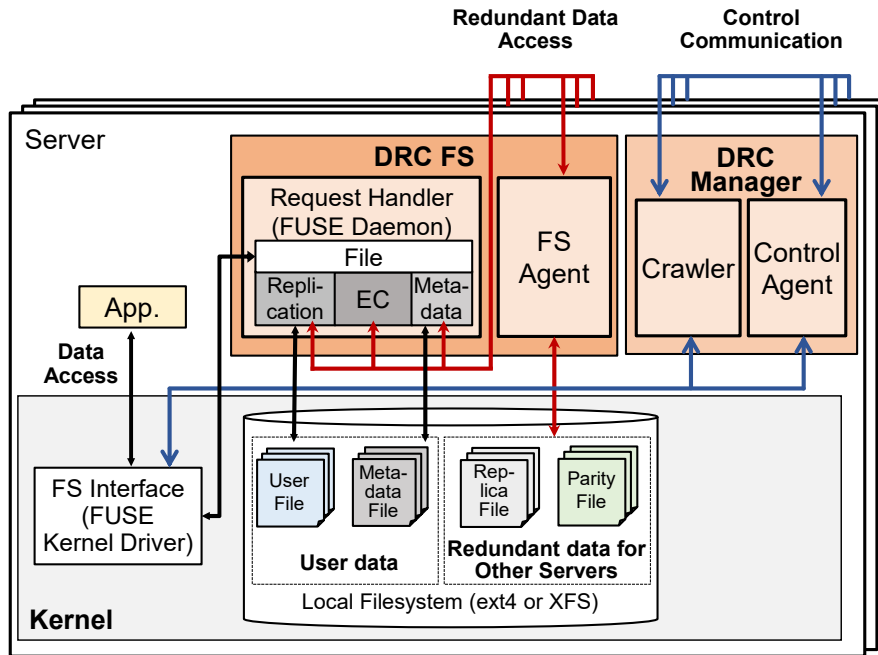 Redundant Data
Access
Control
Communication
Server
DRC FS
DRC
Manager
Request Handler
(FUSE Daemon)
File
Repli-
cation
EC
Meta-
data
FS
Agent
Crawler
Control
Agent
App.
Data
Access
FS Interface
(FUSE
Kernel Driver)
User
File
Meta-
data
File
Rep-
lica
File
Parity
File
User data
Redundant data for
Other Servers
Local Filesystem (ext4 or XFS)
Kernel